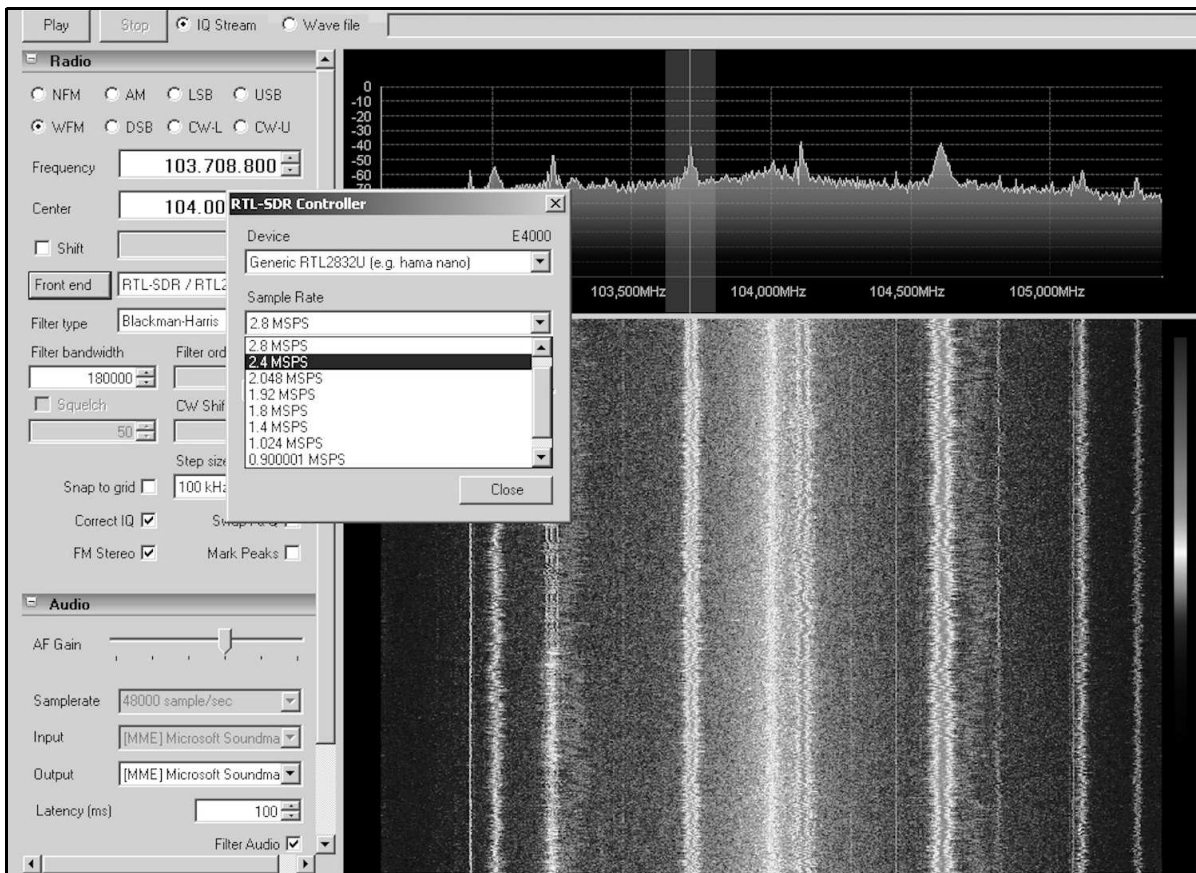 Play Stop IQ Stream Wave file
Radio
NFM AM LSB USB
WFM DSB CW-L CW-U
Frequency 103.708.800
Center 104.00
Shift
Front end RTL-SDR / RTL2
Filter type Blackman-Harris
Filter bandwidth Filter ord
180000
Squelch CW Shif
50
Step size
Snap to grid 100 kHz
Correct IQ
FM Stereo Mark Peaks
Audio
AF Gain
Samplerate 48000 sample/sec
Input [MME] Microsoft Soundma
Output [MME] Microsoft Soundma
Latency (ms) 100
Filter Audio
RTL-SDR Controller
Device E4000
Generic RTL2832U (e.g. hama nano)
Sample Rate
2.8 MSPS
2.8 MSPS
2.4 MSPS
2.048 MSPS
1.92 MSPS
1.8 MSPS
1.4 MSPS
1.024 MSPS
0.900001 MSPS
Close
0
-10
-20
-30
-40
-50
-60
103,500MHz 104,000MHz 104,500MHz 105,000MHz